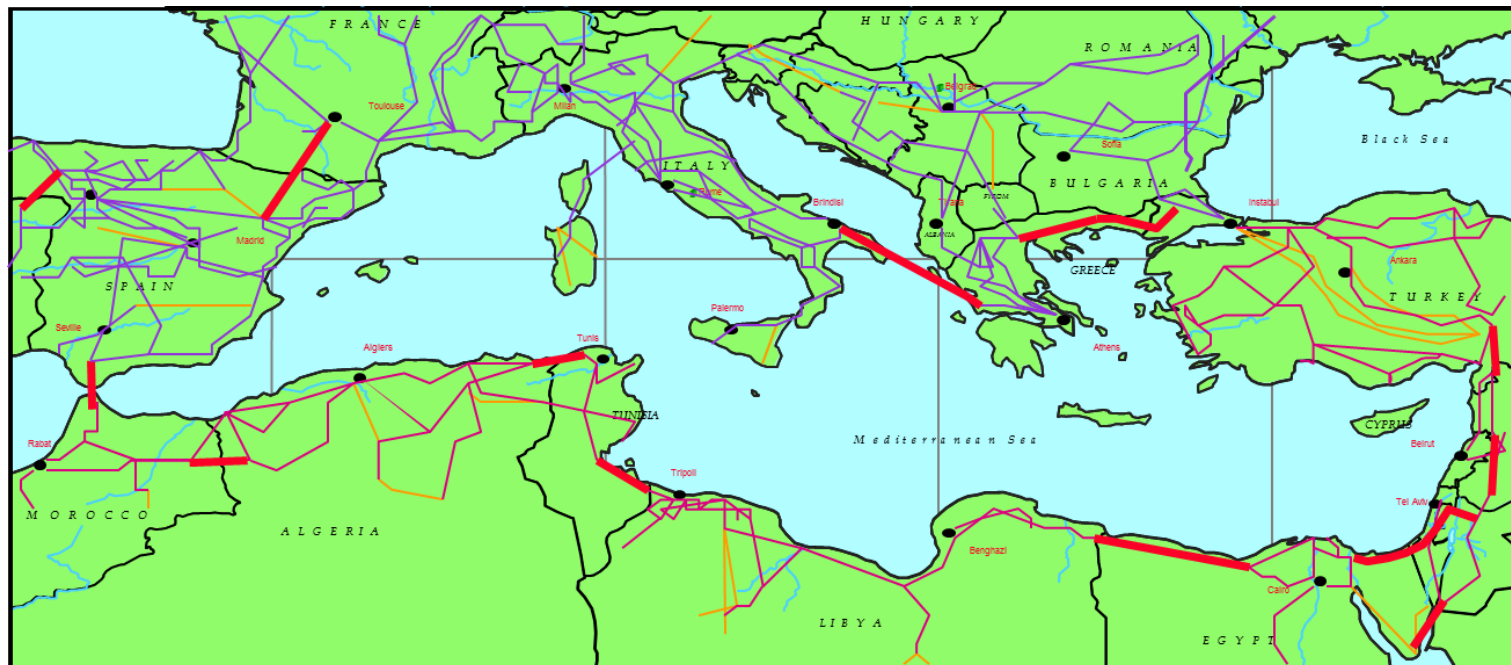 FRANCE
HUNGARY
ROMANIA
Toulouse
Milan
Belgrad
Black Sea
Sofia
ITALY
BULGARIA
Rome
Brindisi
Tirana
FYROM
Instabul
ALBANIA
Madrid
GREECE
Ankara
SPAIN
TURKEY
Seville
Palermo
Algiers
Tunis
Athens
TUNISIA
CYPRUS
Rabat
Mediterranean Sea
Beirut
Tripoli
Tel Aviv
MOROCCO
ALGERIA
Benghazi
Cairo
LIBYA
EGYPT